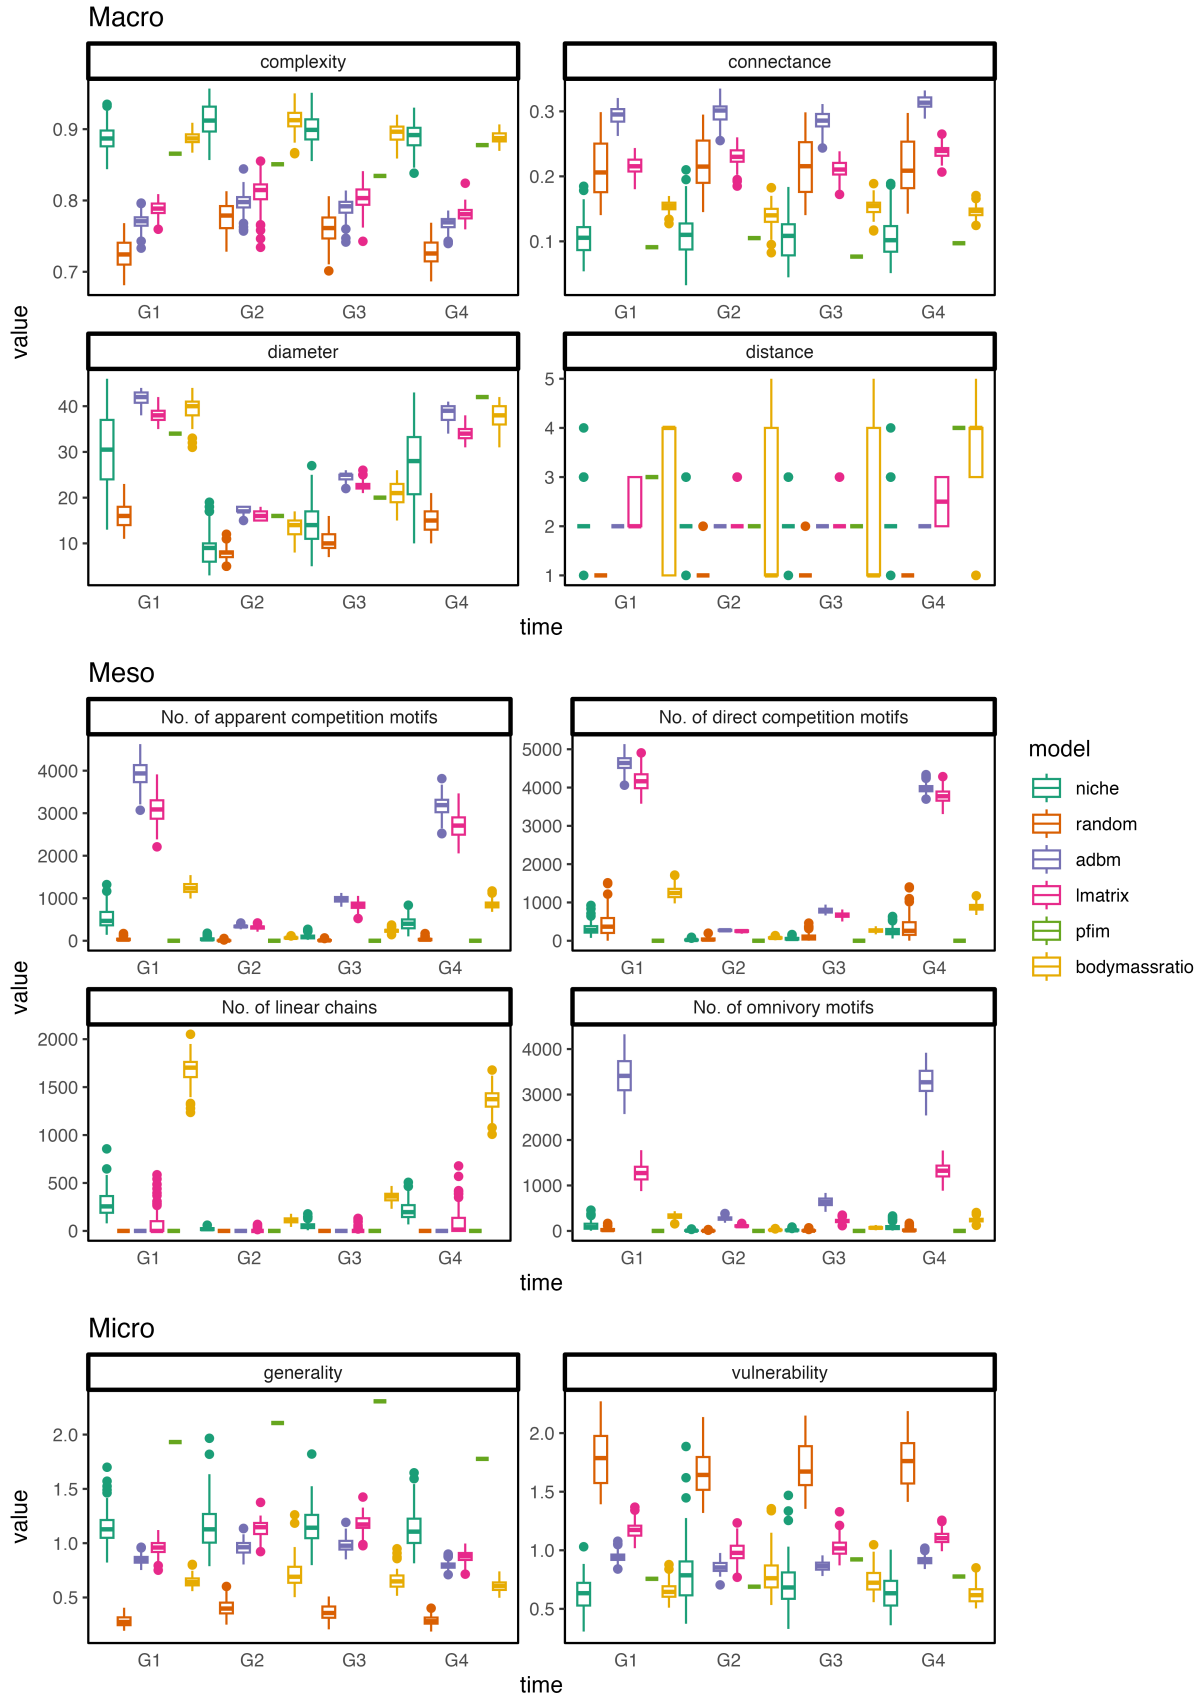 Macro
complexity
connectance
0.9
0.8
0.7
0.3
0.2
0.1
G1 G2 G3 G4
G1 G2 G3 G4
value
diameter
distance
40
30
20
10
5
4
3
2
1
G1 G2 G3 G4
G1 G2 G3 G4
time
Meso
No. of apparent competition motifs
No. of direct competition motifs
4000
3000
2000
1000
0
5000
4000
3000
2000
1000
0
G1 G2 G3 G4
G1 G2 G3 G4
value
No. of linear chains
No. of omnivory motifs
2000
1500
1000
500
0
4000
3000
2000
1000
0
G1 G2 G3 G4
G1 G2 G3 G4
time
model
niche
random
adbm
lmatrix
pfim
bodymassratio
Micro
generality
vulnerability
2.0
1.5
1.0
0.5
2.0
1.5
1.0
0.5
value
G1 G2 G3 G4
G1 G2 G3 G4
time